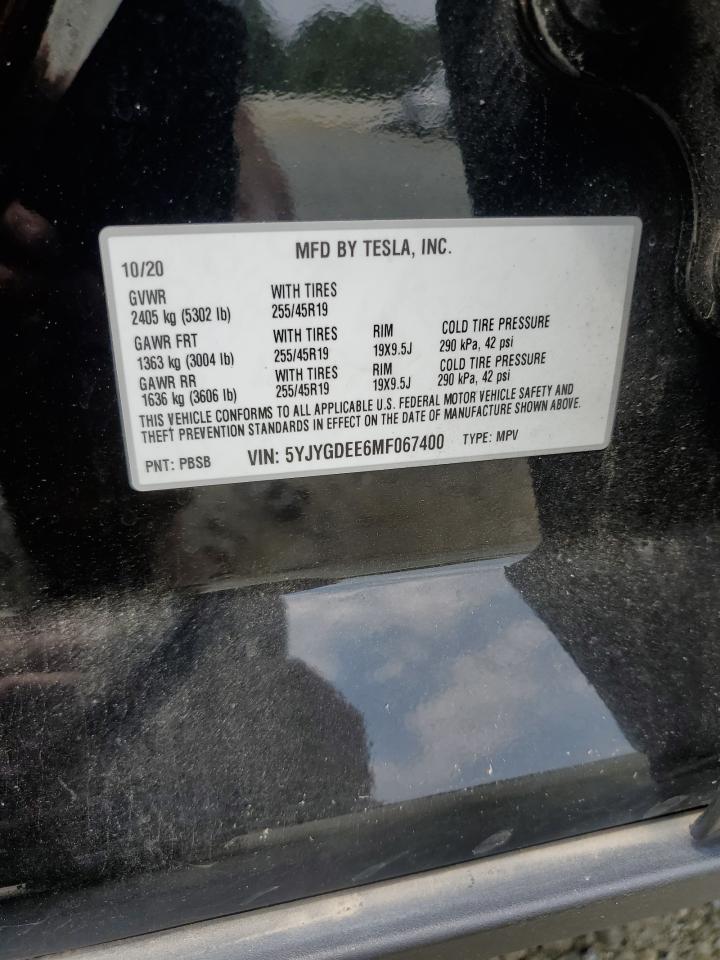 MFD BY TESLA, INC.
10/20
GVWR WITH TIRES
2405 kg (5302 lb) 255/45R19
GAWR FRT WITH TIRES RIM COLD TIRE PRESSURE
1363 kg (3004 lb) 255/45R19 19X9.5J 290 kPa, 42 psi
GAWR RR WITH TIRES RIM COLD TIRE PRESSURE
1636 kg (3606 lb) 255/45R19 19X9.5J 290 kPa, 42 psi
THIS VEHICLE CONFORMS TO ALL APPLICABLE U.S. FEDERAL MOTOR VEHICLE SAFETY AND
THEFT PREVENTION STANDARDS IN EFFECT ON THE DATE OF MANUFACTURE SHOWN ABOVE.
PNT: PBSB VIN: 5YJYGDEE6MF067400 TYPE: MPV